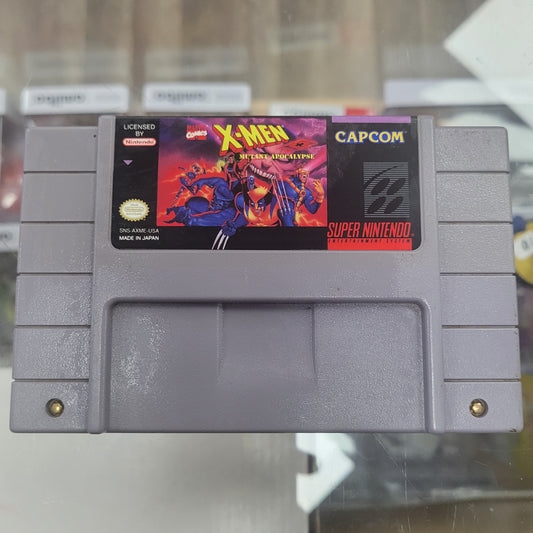 LICENSED
BY
Nintendo
MARVEL
COMICS
X-MEN
MUTANT APOCALYPSE
CAPCOM
SNS-AXME-USA
MADE IN JAPAN
SUPER NINTENDO
ENTERTAINMENT SYSTEM